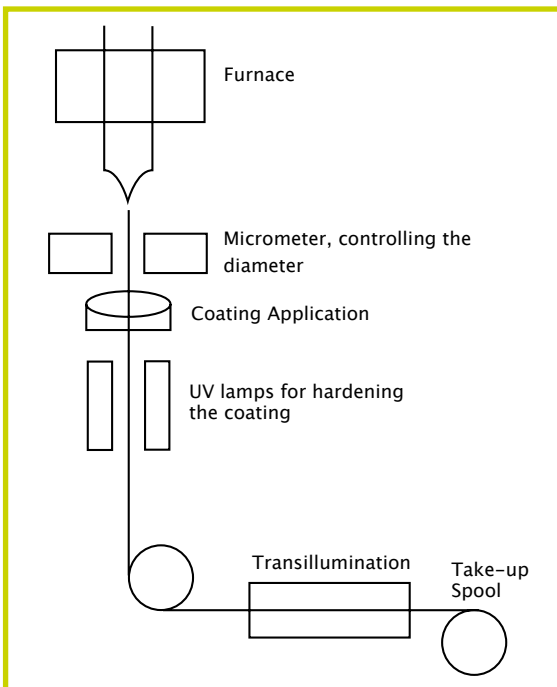 Furnace
Micrometer, controlling the
diameter
Coating Application
UV lamps for hardening
the coating
Transillumination
Take-up
Spool